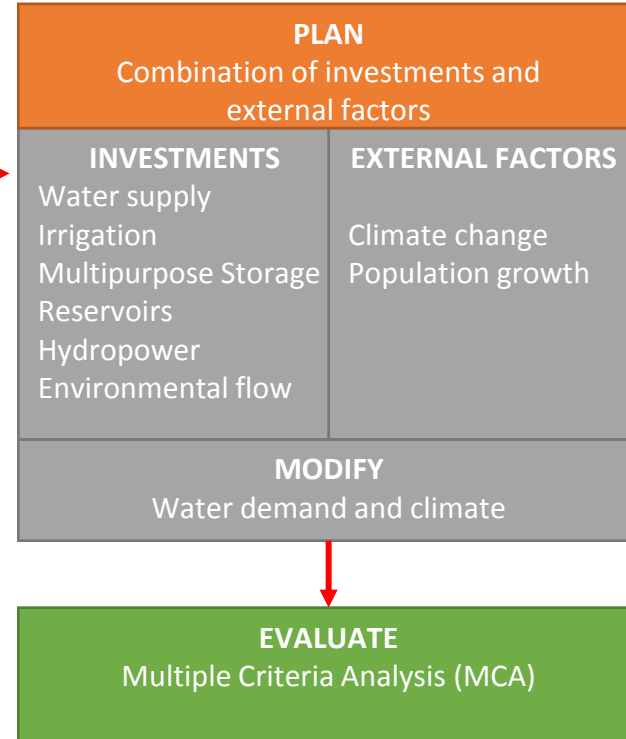 PLAN
Combination of investments and
external factors
INVESTMENTS
Water supply
Irrigation
Multipurpose Storage
Reservoirs
Hydropower
Environmental flow
EXTERNAL FACTORS
Climate change
Population growth
MODIFY
Water demand and climate
EVALUATE
Multiple Criteria Analysis (MCA)